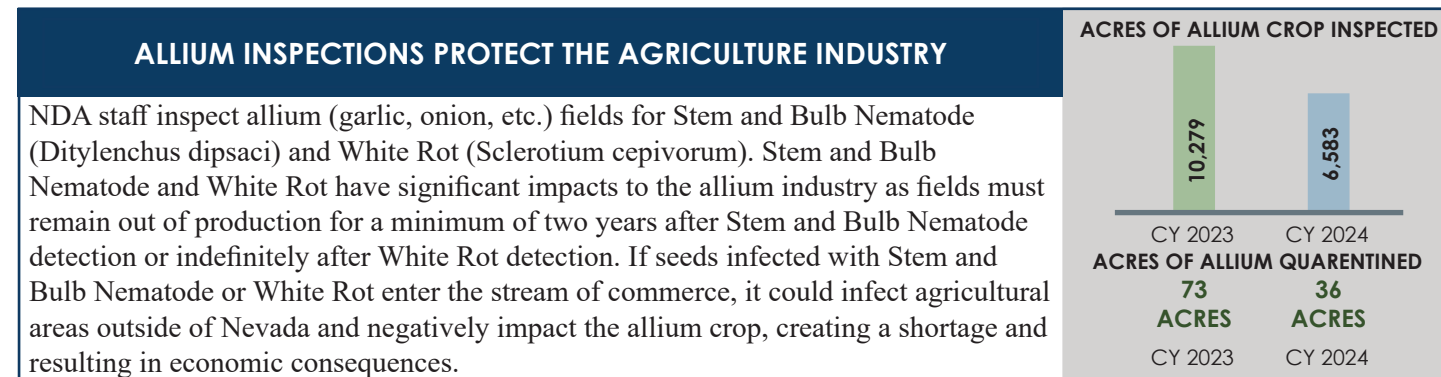 ALLIUM INSPECTIONS PROTECT THE AGRICULTURE INDUSTRY
NDA staff inspect allium (garlic, onion, etc.) fields for Stem and Bulb Nematode
(Ditylenchus dipsaci) and White Rot (Sclerotium cepivorum). Stem and Bulb
Nematode and White Rot have significant impacts to the allium industry as fields must
remain out of production for a minimum of two years after Stem and Bulb Nematode
detection or indefinitely after White Rot detection. If seeds infected with Stem and
Bulb Nematode or White Rot enter the stream of commerce, it could infect agricultural
areas outside of Nevada and negatively impact the allium crop, creating a shortage and
resulting in economic consequences.
ACRES OF ALLIUM CROP INSPECTED
10,279 6,583
CY 2023 CY 2024
ACRES OF ALLIUM QUARENTINED
73 36
ACRES ACRES
CY 2023 CY 2024